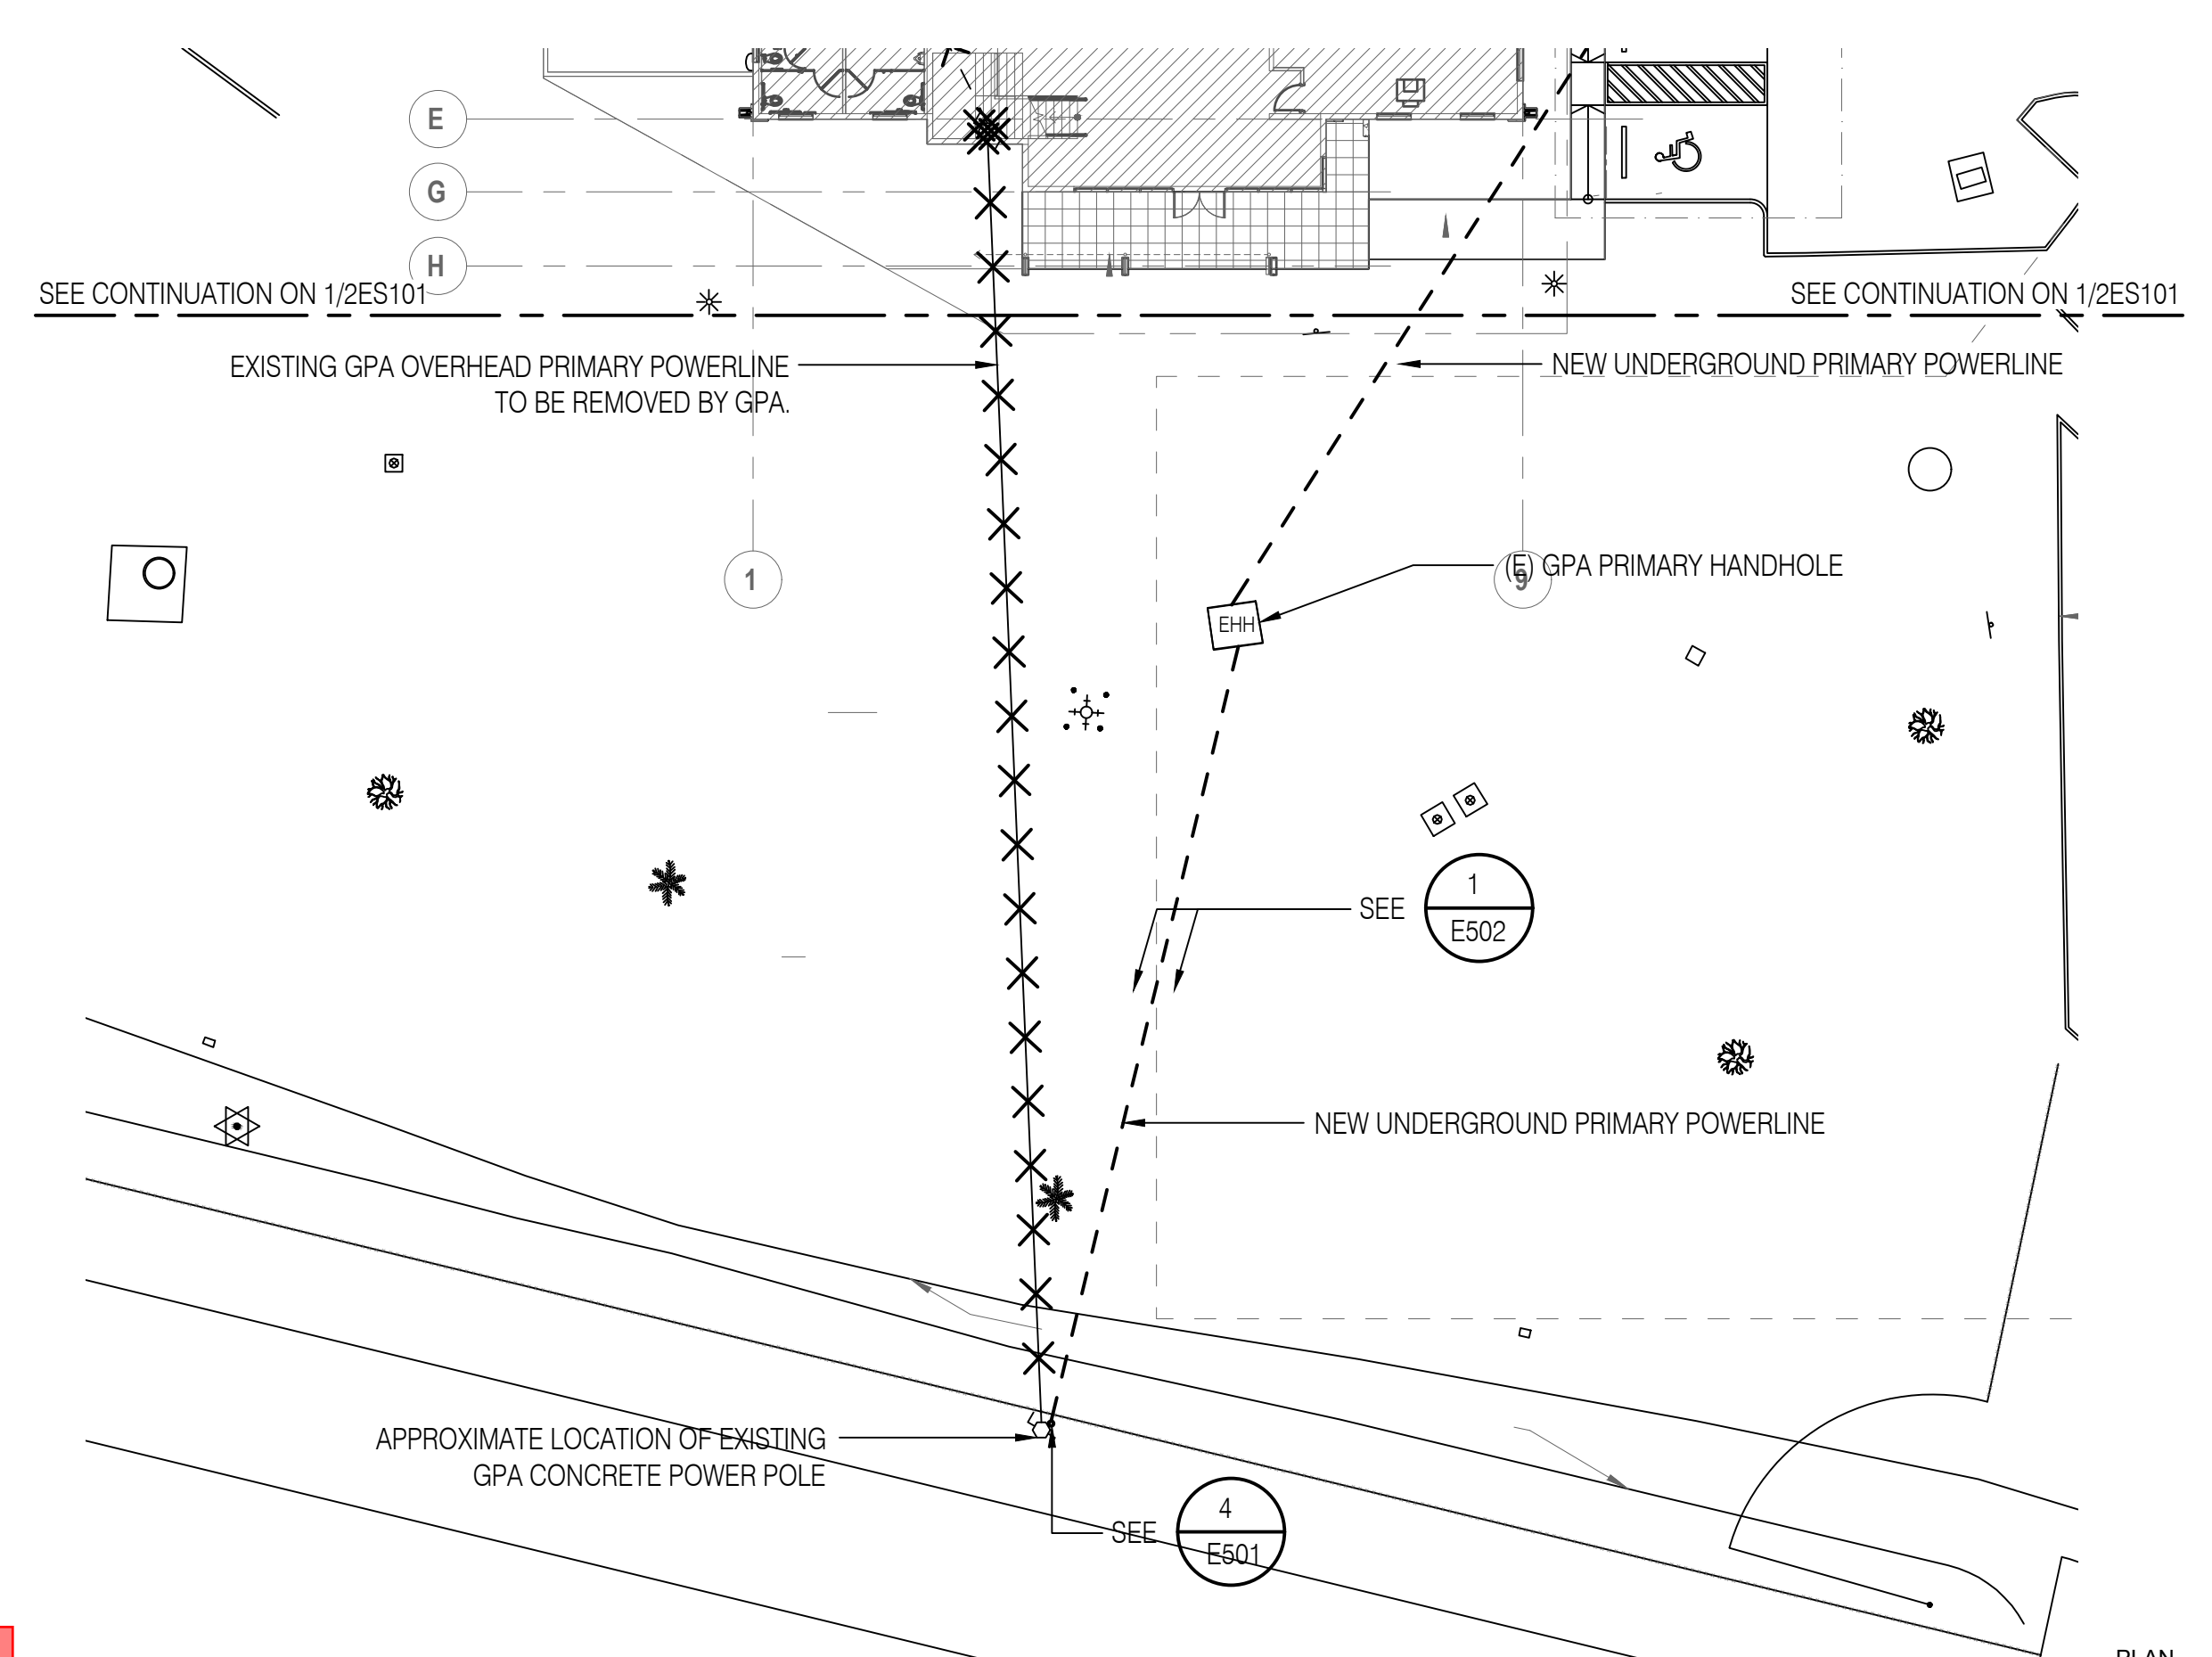 E
G
H
SEE CONTINUATION ON 1/2ES101
SEE CONTINUATION ON 1/2ES101
EXISTING GPA OVERHEAD PRIMARY POWERLINE
TO BE REMOVED BY GPA.
NEW UNDERGROUND PRIMARY POWERLINE
1
(E) GPA PRIMARY HANDHOLE
9
EHH
SEE
1
E502
NEW UNDERGROUND PRIMARY POWERLINE
APPROXIMATE LOCATION OF EXISTING
GPA CONCRETE POWER POLE
SEE
4
E501
PLAN